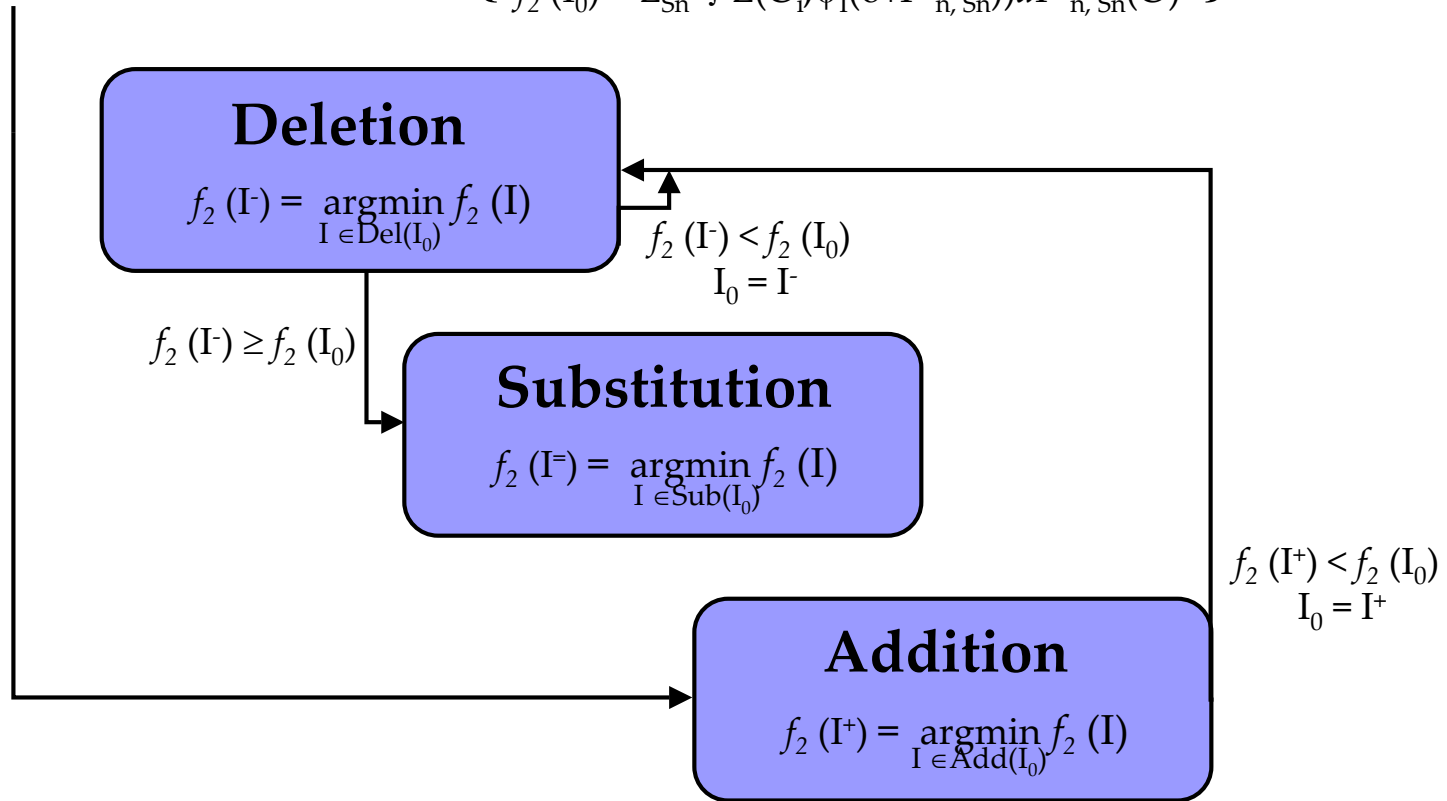 Deletion
f₂ (I⁻) = argmin f₂ (I)
I ∈Del(I₀)
f₂ (I⁻) < f₂ (I₀)
I₀ = I⁻
f₂ (I⁻) ≥ f₂ (I₀)
Substitution
f₂ (I⁼) = argmin f₂ (I)
I ∈Sub(I₀)
f₂ (I⁺) < f₂ (I₀)
I₀ = I⁺
Addition
f₂ (I⁺) = argmin f₂ (I)
I ∈Add(I₀)